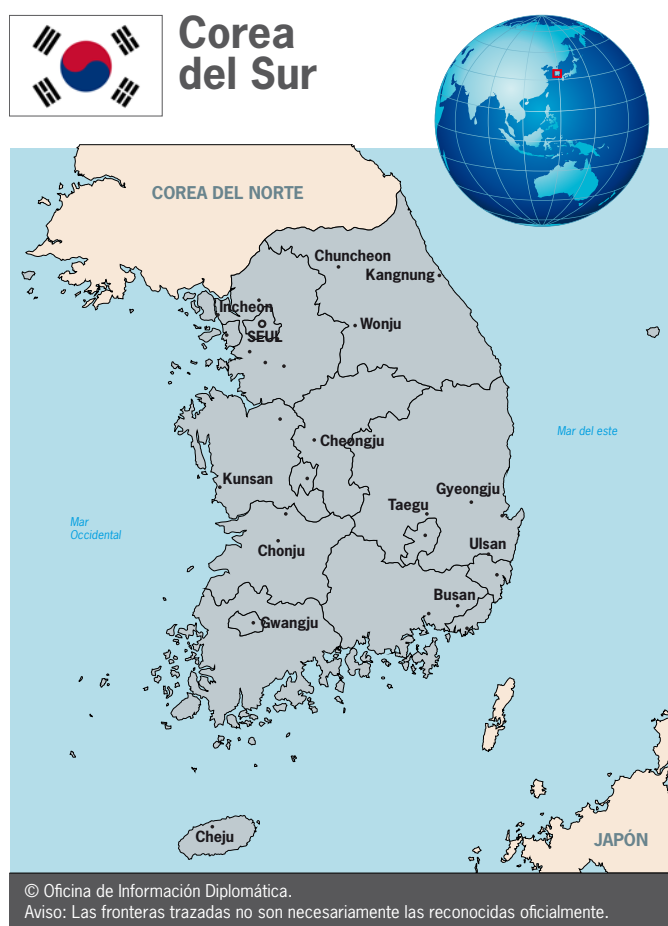 Corea
del Sur
COREA DEL NORTE
Chuncheon
Kangnung
Incheon
SEUL
Wonju
Cheongju
Mar del este
Kunsan
Gyeongju
Taegu
Mar
Occidental
Chonju
Ulsan
Busan
Gwangju
Cheju
JAPÓN
© Oficina de Información Diplomática.
Aviso: Las fronteras trazadas no son necesariamente las reconocidas oficialmente.